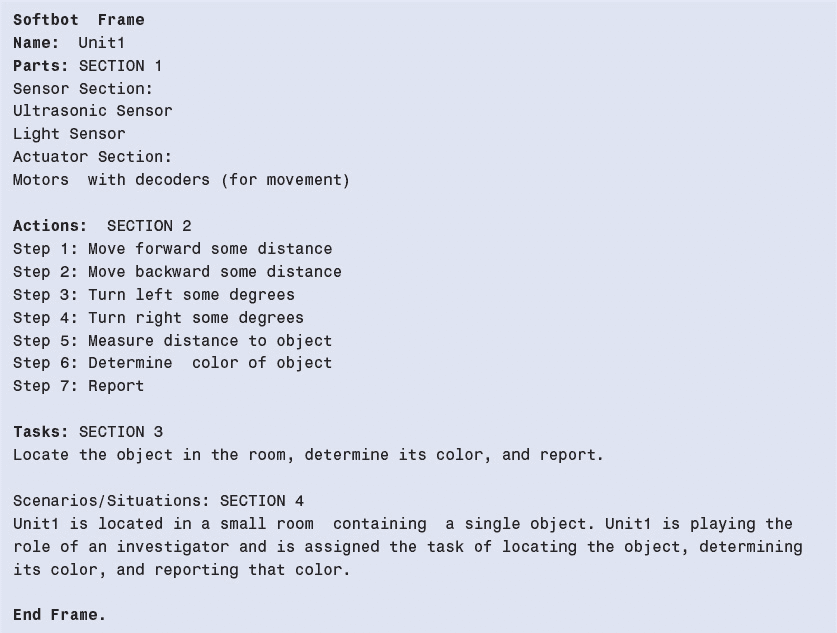 Softbot Frame
Name: Unit1
Parts: SECTION 1
Sensor Section:
Ultrasonic Sensor
Light Sensor
Actuator Section:
Motors with decoders (for movement)
Actions: SECTION 2
Step 1: Move forward some distance
Step 2: Move backward some distance
Step 3: Turn left some degrees
Step 4: Turn right some degrees
Step 5: Measure distance to object
Step 6: Determine color of object
Step 7: Report
Tasks: SECTION 3
Locate the object in the room, determine its color, and report.
Scenarios/Situations: SECTION 4
Unit1 is located in a small room containing a single object. Unit1 is playing the
role of an investigator and is assigned the task of locating the object, determining
its color, and reporting that color.
End Frame.